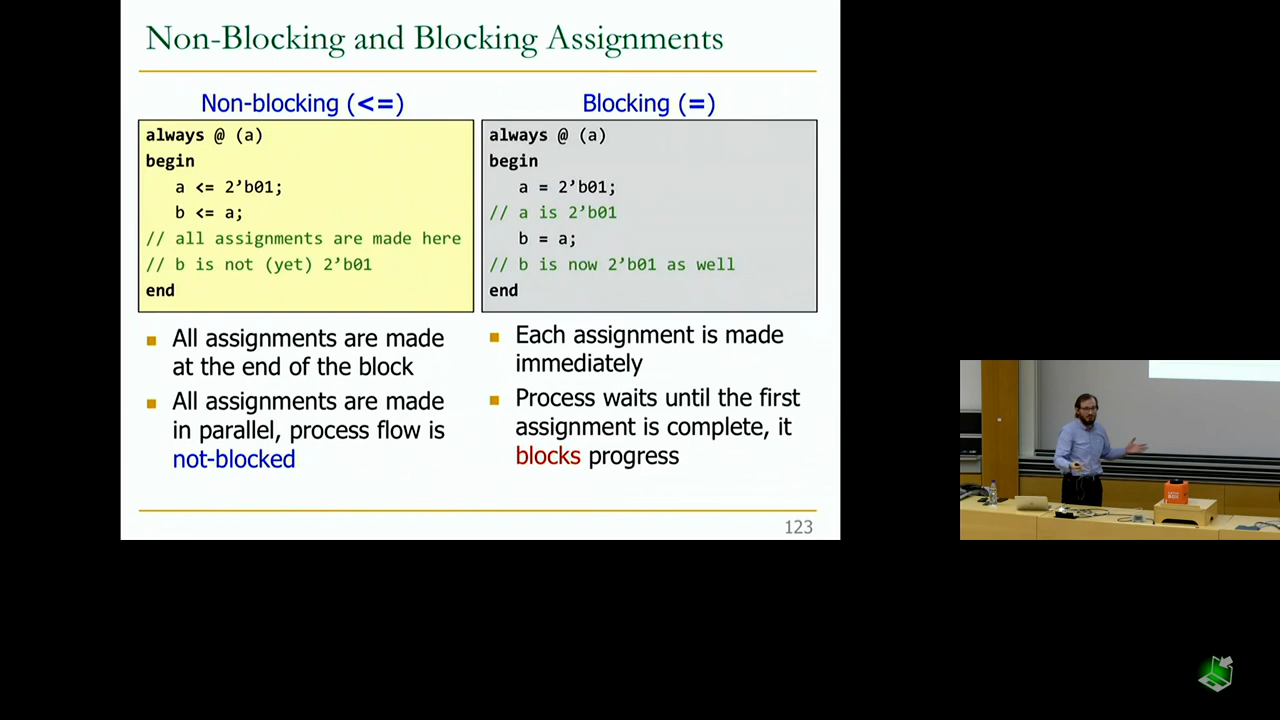 Non-Blocking and Blocking Assignments
Non-blocking (<=)
always @ (a)
begin
a <= 2’b01;
b <= a;
// all assignments are made here
// b is not (yet) 2’b01
end
All assignments are made
at the end of the block
All assignments are made
in parallel, process flow is
not-blocked
Blocking (=)
always @ (a)
begin
a = 2’b01;
// a is 2’b01
b = a;
// b is now 2’b01 as well
end
Each assignment is made
immediately
Process waits until the first
assignment is complete, it
blocks progress
123